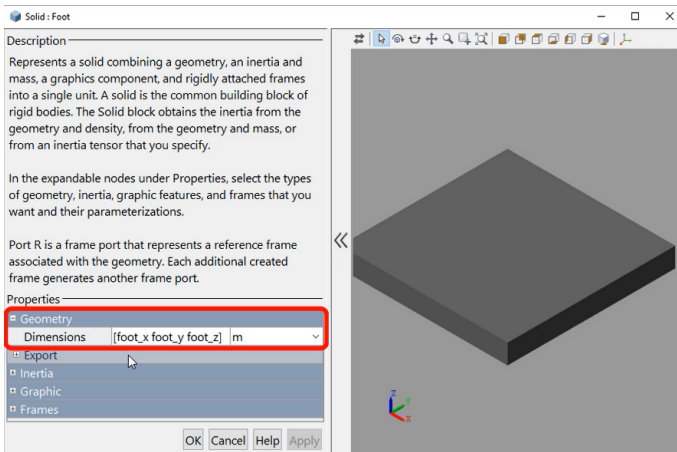 Solid : Foot
Description
Represents a solid combining a geometry, an inertia and
mass, a graphics component, and rigidly attached frames
into a single unit. A solid is the common building block of
rigid bodies. The Solid block obtains the inertia from the
geometry and density, from the geometry and mass, or
from an inertia tensor that you specify.
In the expandable nodes under Properties, select the types
of geometry, inertia, graphic features, and frames that you
want and their parameterizations.
Port R is a frame port that represents a reference frame
associated with the geometry. Each additional created
frame generates another frame port.
Properties
Geometry
Dimensions [foot_x foot_y foot_z] m
Export
Inertia
Graphic
Frames
OK Cancel Help Apply
z
y
x